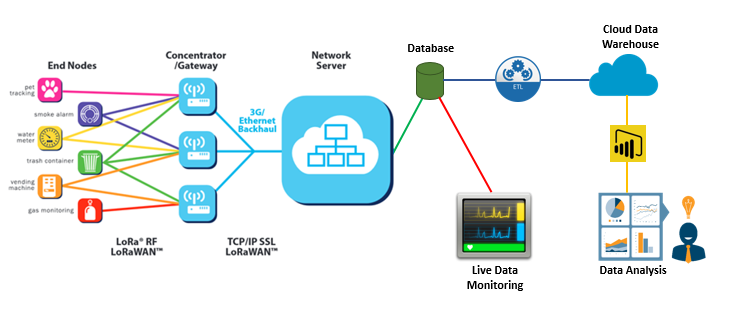 Cloud Data
Warehouse
Network
Server
Database
Concentrator
/Gateway
End Nodes
pet
tracking
smoke alarm
water
meter
trash container
vending
machine
gas monitoring
3G/
Ethernet
Backhaul
ETL
LoRa® RF
LoRaWAN™
TCP/IP SSL
LoRaWAN™
Live Data
Monitoring
Data Analysis